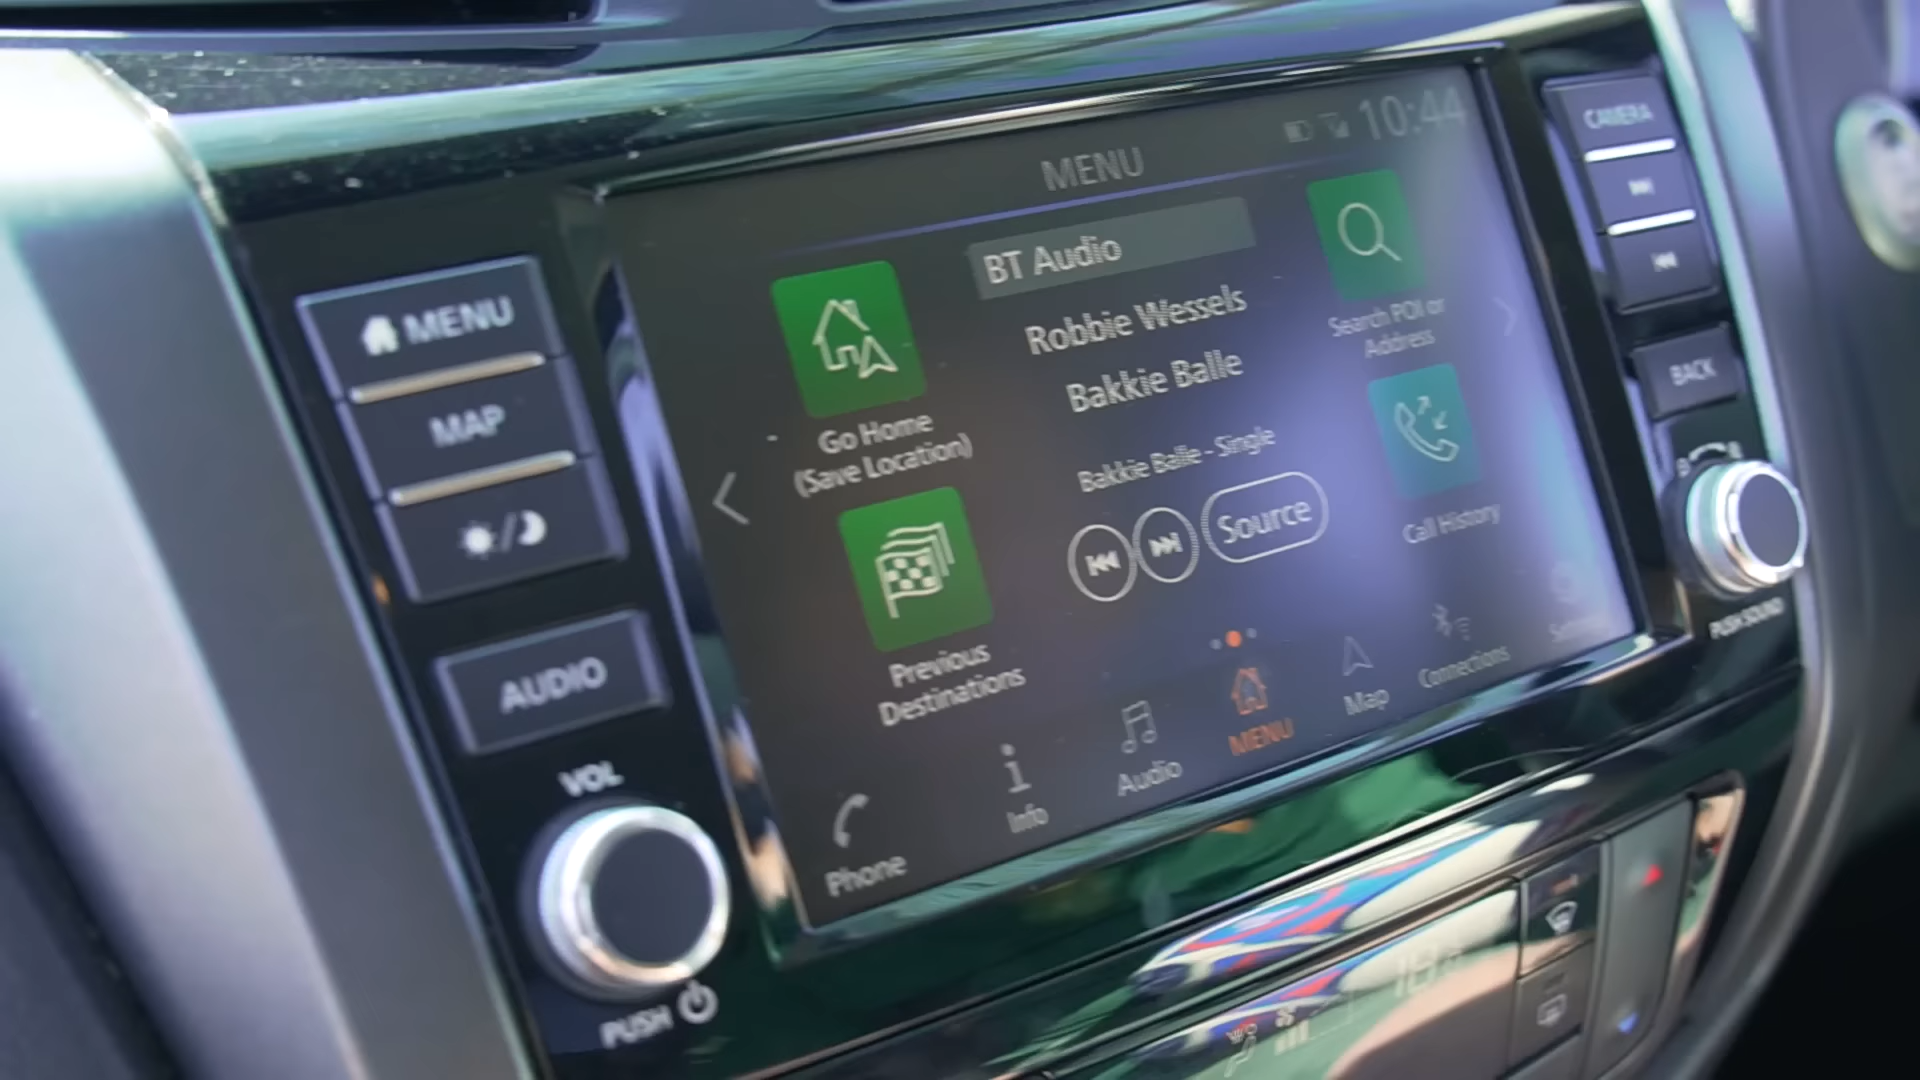 10:44
MENU
BT Audio
Robbie Wessels
Bakkie Balle
Bakkie Balle - Single
Source
Go Home
(Save Location)
Previous
Destinations
Search POI or
Address
Call History
Phone
Info
Audio
MENU
Map
Connections
MENU
MAP
AUDIO
VOL
PUSH
CAMERA
BACK
PUSH SOUND